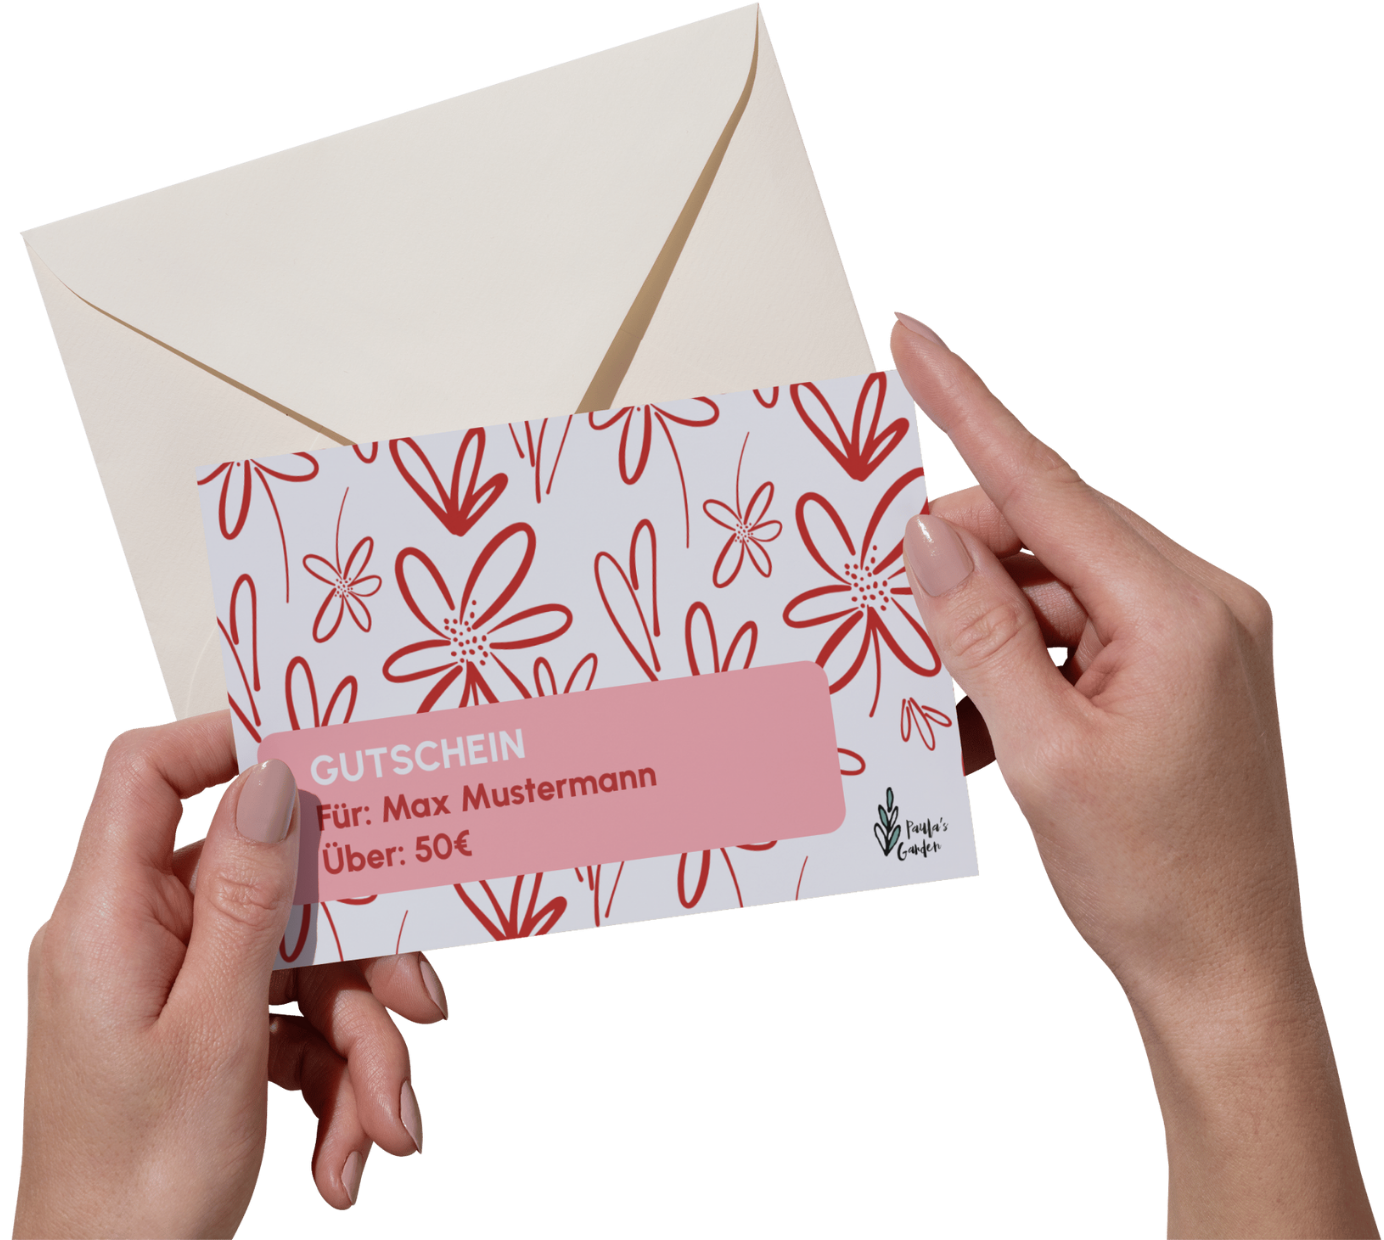 GUTSCHEIN
Für: Max Mustermann
Über: 50€
Paula's
Garden